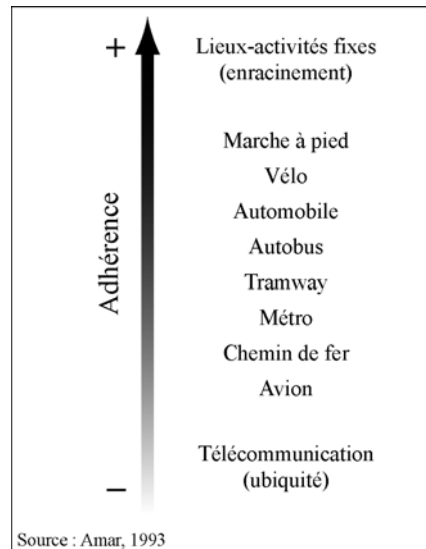 +
Lieux-activités fixes
(enracinement)
Adhérence
Marche à pied
Vélo
Automobile
Autobus
Tramway
Métro
Chemin de fer
Avion
Télécommunication
(ubiquité)
−
Source : Amar, 1993